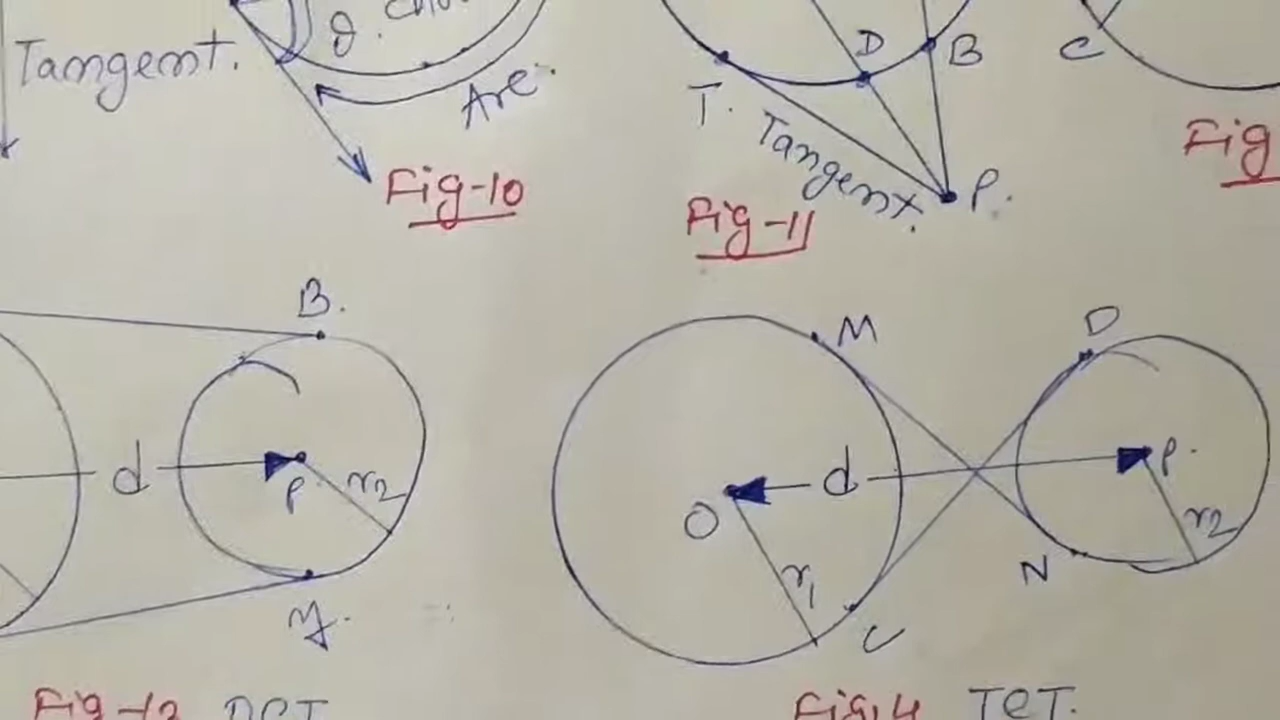 Tangent.
θ.
Arc.
Fig-10
T.
Tangent.
D
B
P.
Fig-11
C
Fig
B.
d
P
r2
y.
M
D
O
d
P.
r1
r2
N
C
TCT.